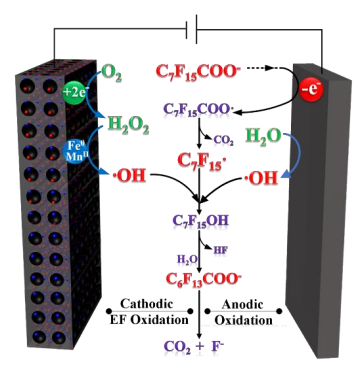 O₂
C₇F₁₅COO⁻
+2e⁻
-e⁻
C₇F₁₅COO·
H₂O₂
CO₂
H₂O
Feᴵᴵ
Mnᴵᴵ
C₇F₁₅·
·OH
·OH
C₇F₁₅OH
HF
H₂O
C₆F₁₃COO⁻
Cathodic
EF Oxidation
Anodic
Oxidation
CO₂ + F⁻